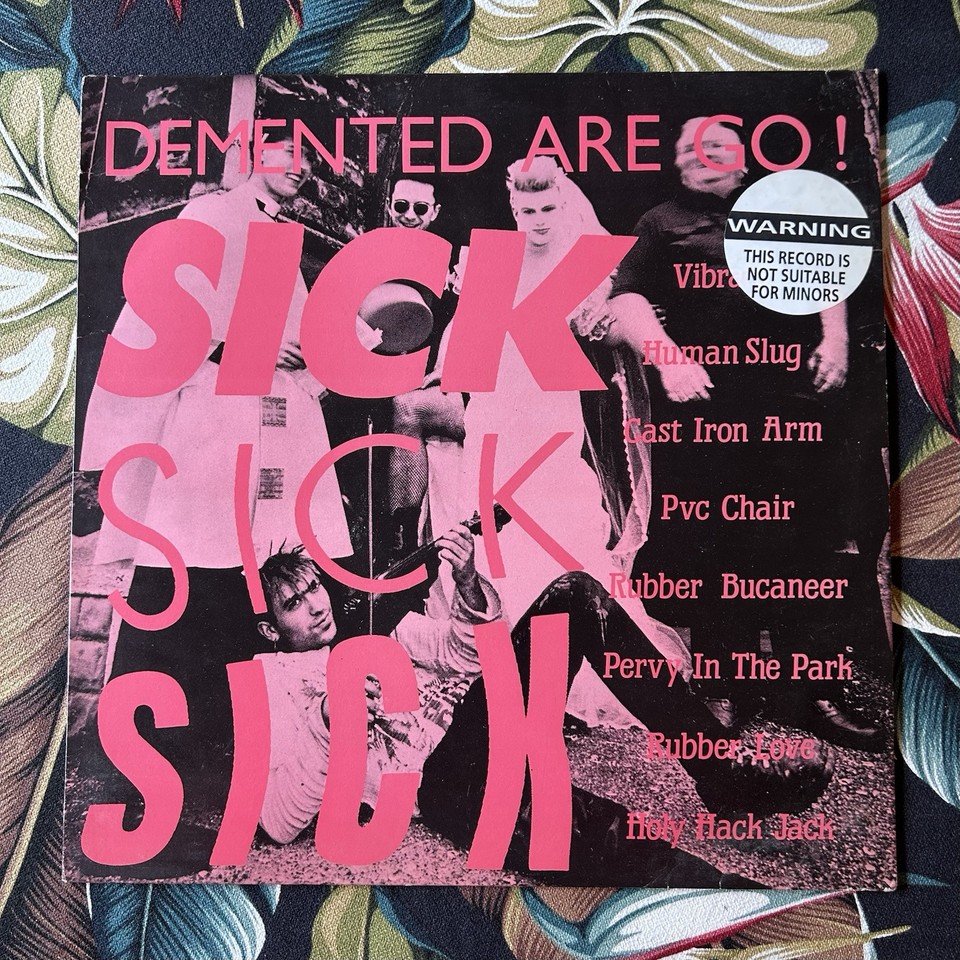 DEMENTED ARE GO!
SICK
SICK
SICK
WARNING
THIS RECORD IS
NOT SUITABLE
FOR MINORS
Human Slug
Cast Iron Arm
Pvc Chair
Rubber Bucaneer
Pervy In The Park
Rubber Love
Holy Hack Jack